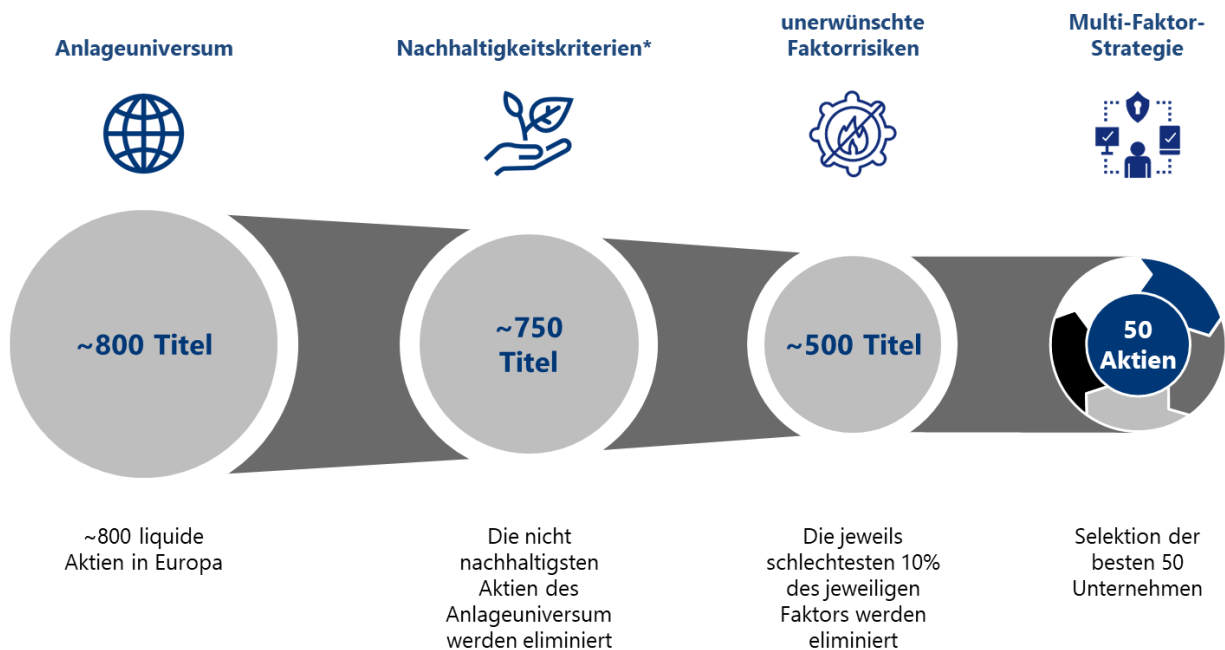 Anlageuniversum
Nachhaltigkeitskriterien*
unerwünschte
Faktorrisiken
Multi-Faktor-
Strategie
~800 Titel
~750
Titel
~500 Titel
50
Aktien
~800 liquide
Aktien in Europa
Die nicht
nachhaltigsten
Aktien des
Anlageuniversum
werden eliminiert
Die jeweils
schlechtesten 10%
des jeweiligen
Faktors werden
eliminiert
Selektion der
besten 50
Unternehmen